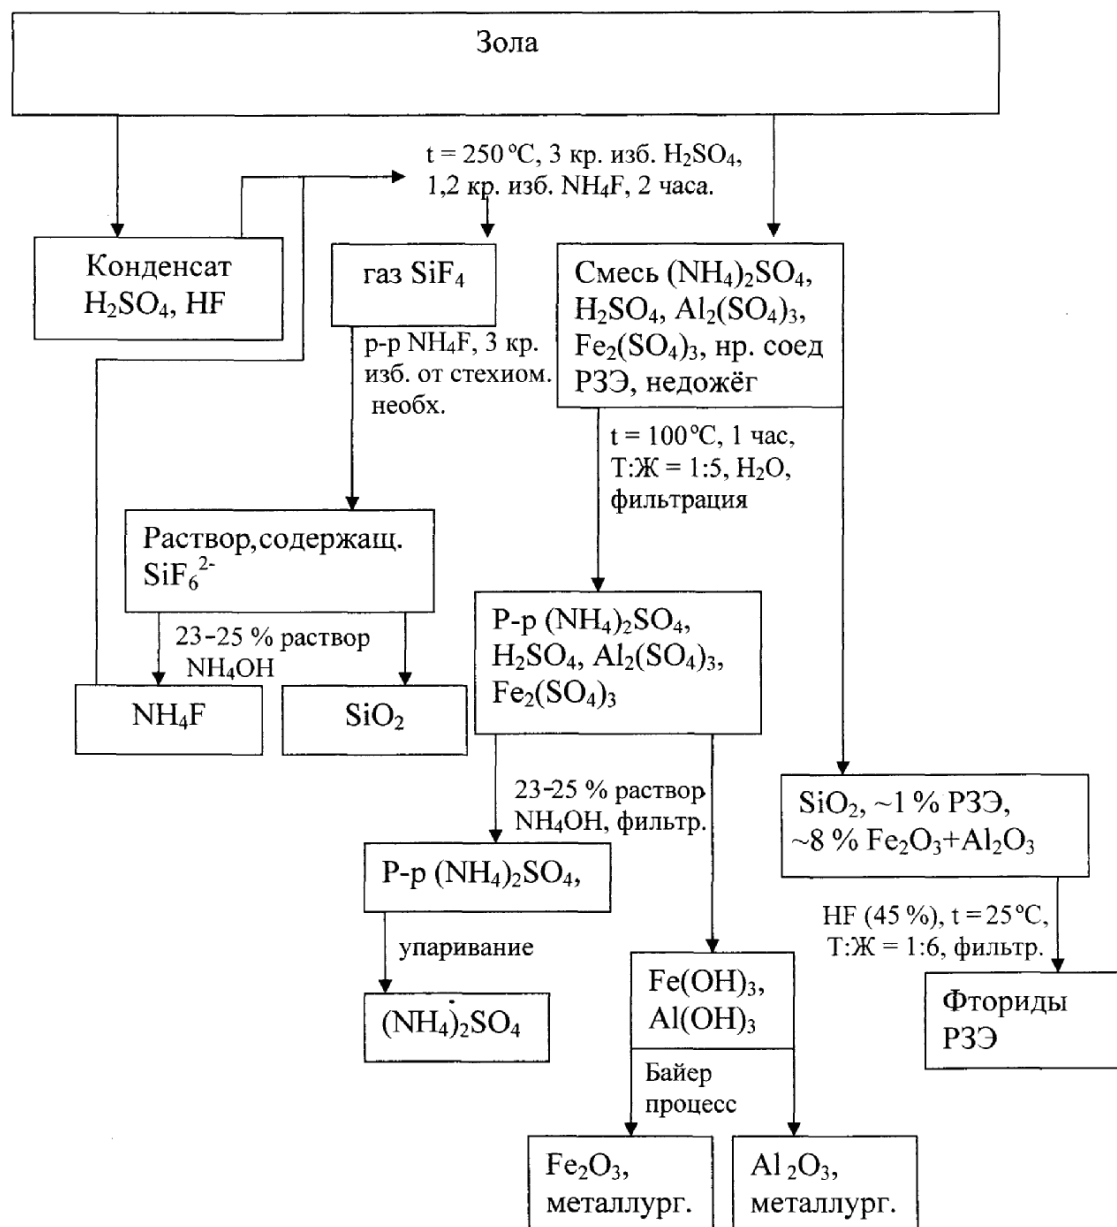 Зола
t = 250 °C, 3 кр. изб. H₂SO₄,
1,2 кр. изб. NH₄F, 2 часа.
Конденсат
H₂SO₄, HF
газ SiF₄
Смесь (NH₄)₂SO₄,
H₂SO₄, Al₂(SO₄)₃,
Fe₂(SO₄)₃, нр. соед
РЗЭ, недожёг
р-р NH₄F, 3 кр.
изб. от стехиом.
необх.
t = 100°C, 1 час,
Т:Ж = 1:5, H₂O,
фильтрация
Раствор,содержащ.
SiF₆²⁻
23-25 % раствор
NH₄OH
NH₄F
SiO₂
Р-р (NH₄)₂SO₄,
H₂SO₄, Al₂(SO₄)₃,
Fe₂(SO₄)₃
23-25 % раствор
NH₄OH, фильтр.
SiO₂, ~1 % РЗЭ,
~8 % Fe₂O₃+Al₂O₃
Р-р (NH₄)₂SO₄,
упаривание
(NH₄)₂SO₄
HF (45 %), t = 25°C,
Т:Ж = 1:6, фильтр.
Fe(OH)₃,
Al(OH)₃
Фториды
РЗЭ
Байер
процесс
Fe₂O₃,
металлург.
Al₂O₃,
металлург.